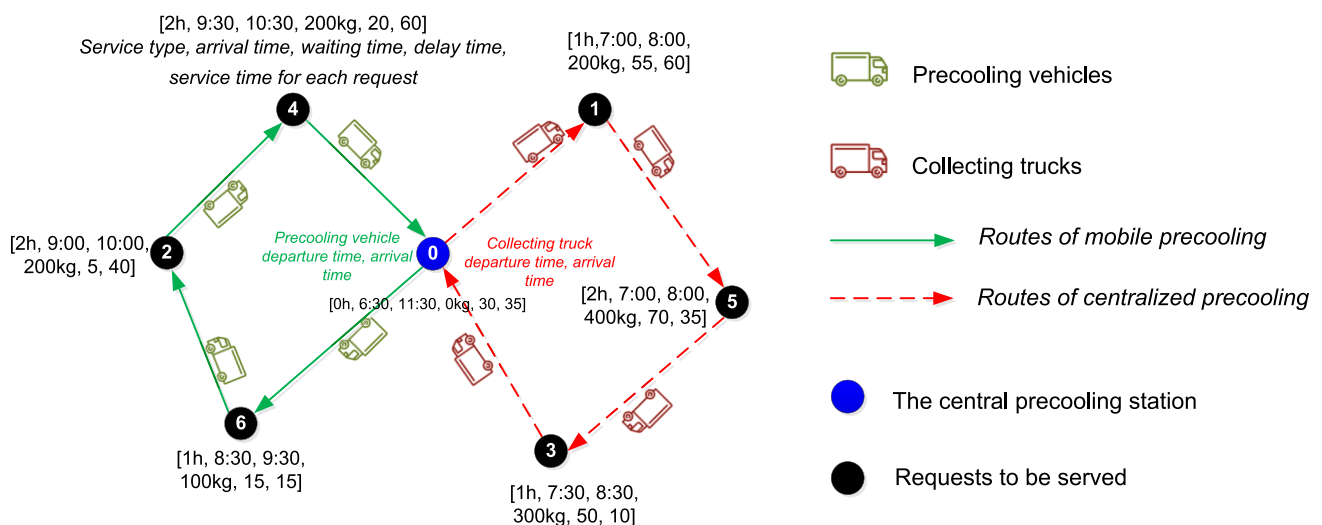 [2h, 9:30, 10:30, 200kg, 20, 60]
Service type, arrival time, waiting time, delay time,
service time for each request
4
[1h,7:00, 8:00,
200kg, 55, 60]
1
2
[2h, 9:00, 10:00,
200kg, 5, 40]
Precooling vehicle
departure time, arrival
time
0
Collecting truck
departure time, arrival
time
[0h, 6:30, 11:30, 0kg, 30, 35]
[2h, 7:00, 8:00,
400kg, 70, 35]
5
6
[1h, 8:30, 9:30,
100kg, 15, 15]
3
[1h, 7:30, 8:30,
300kg, 50, 10]
Precooling vehicles
Collecting trucks
Routes of mobile precooling
Routes of centralized precooling
The central precooling station
Requests to be served